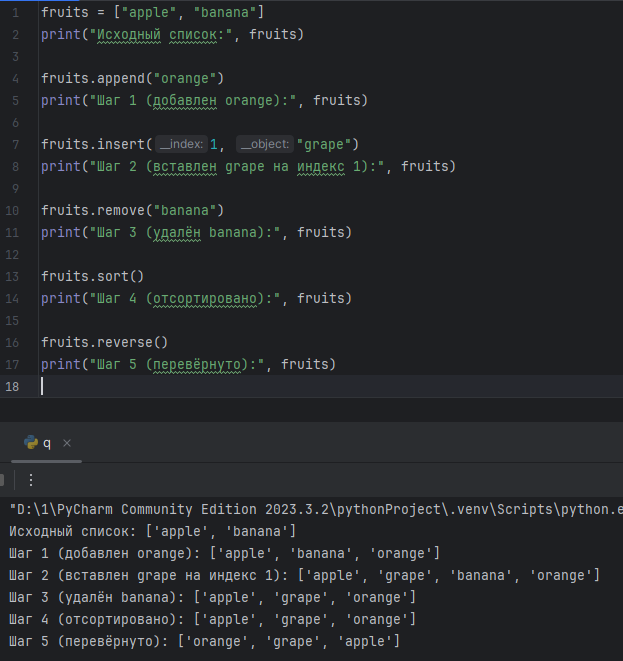 1 fruits = ["apple", "banana"]
2 print("Исходный список:", fruits)
3
4 fruits.append("orange")
5 print("Шаг 1 (добавлен orange):", fruits)
6
7 fruits.insert(__index: 1, __object: "grape")
8 print("Шаг 2 (вставлен grape на индекс 1):", fruits)
9
10 fruits.remove("banana")
11 print("Шаг 3 (удалён banana):", fruits)
12
13 fruits.sort()
14 print("Шаг 4 (отсортировано):", fruits)
15
16 fruits.reverse()
17 print("Шаг 5 (перевёрнуто):", fruits)
18
q
"D:\1\PyCharm Community Edition 2023.3.2\pythonProject\.venv\Scripts\python.e
Исходный список: ['apple', 'banana']
Шаг 1 (добавлен orange): ['apple', 'banana', 'orange']
Шаг 2 (вставлен grape на индекс 1): ['apple', 'grape', 'banana', 'orange']
Шаг 3 (удалён banana): ['apple', 'grape', 'orange']
Шаг 4 (отсортировано): ['apple', 'grape', 'orange']
Шаг 5 (перевёрнуто): ['orange', 'grape', 'apple']